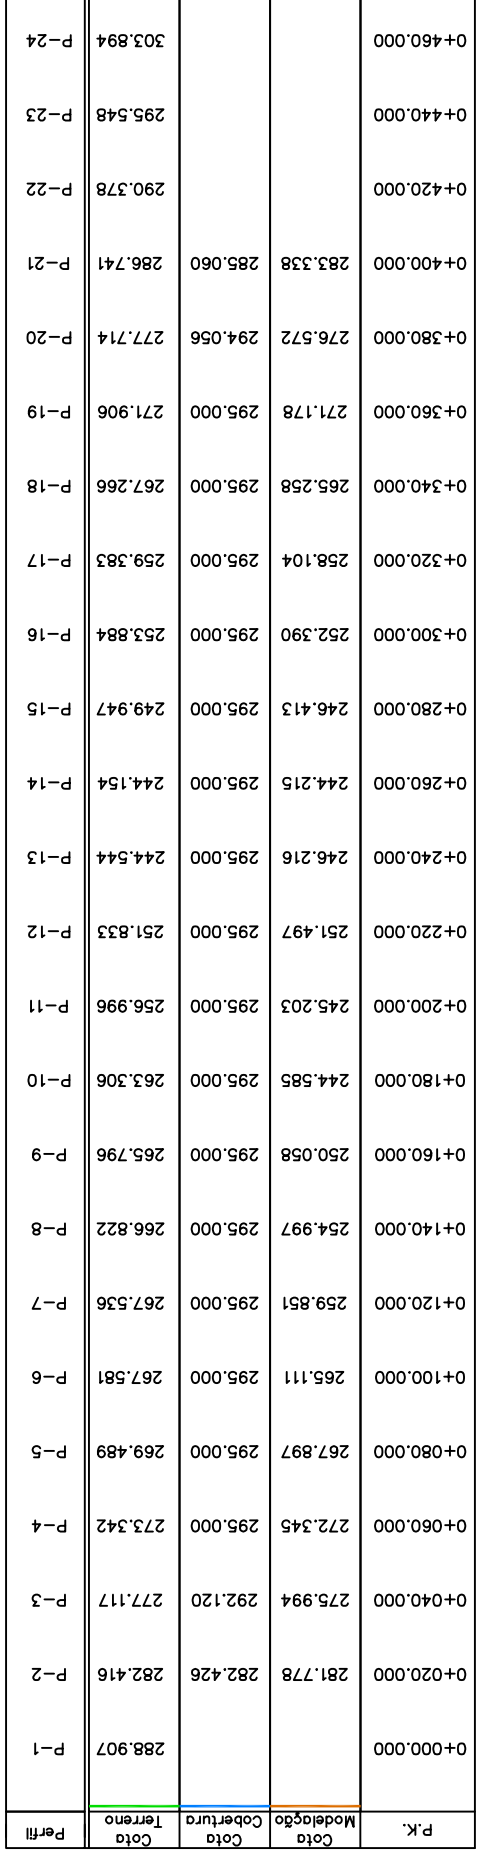 P.K. Cota Modelação Cota Cobertura Cota Terreno Perfil
0+000.000 288.907 P-1
0+020.000 281.778 282.426 282.416 P-2
0+040.000 275.994 292.120 277.117 P-3
0+060.000 272.345 295.000 273.342 P-4
0+080.000 267.897 295.000 269.489 P-5
0+100.000 265.111 295.000 267.581 P-6
0+120.000 259.851 295.000 267.536 P-7
0+140.000 254.997 295.000 266.822 P-8
0+160.000 250.058 295.000 265.796 P-9
0+180.000 244.585 295.000 263.306 P-10
0+200.000 245.203 295.000 256.996 P-11
0+220.000 251.497 295.000 251.833 P-12
0+240.000 246.216 295.000 244.544 P-13
0+260.000 244.215 295.000 244.154 P-14
0+280.000 246.413 295.000 249.947 P-15
0+300.000 252.390 295.000 253.884 P-16
0+320.000 258.104 295.000 259.383 P-17
0+340.000 265.258 295.000 267.266 P-18
0+360.000 271.178 295.000 271.906 P-19
0+380.000 276.572 294.056 277.714 P-20
0+400.000 283.338 285.060 286.741 P-21
0+420.000 290.378 P-22
0+440.000 295.548 P-23
0+460.000 303.894 P-24